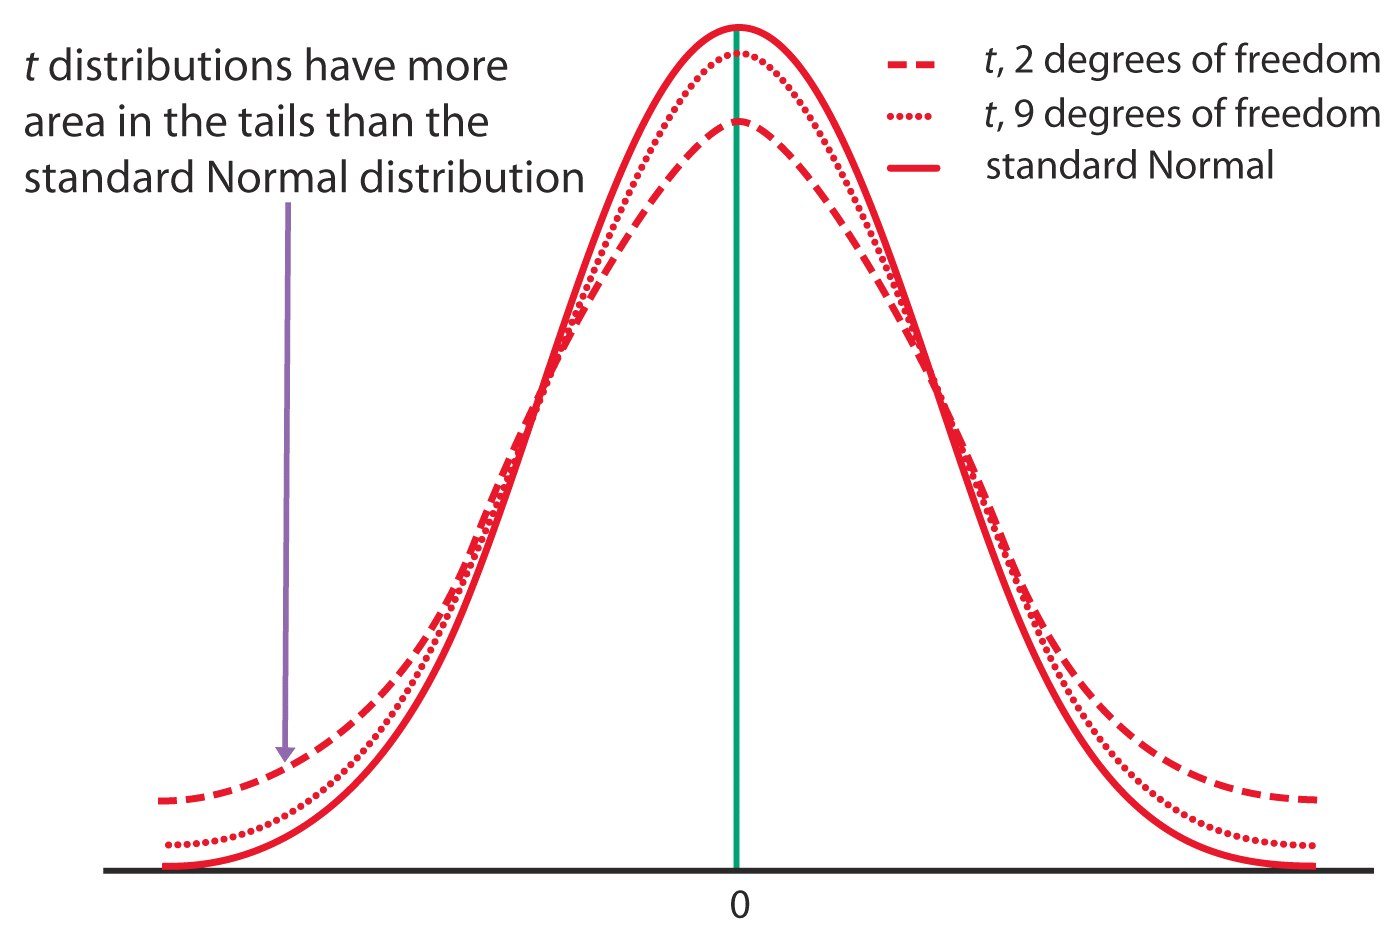 t distributions have more
area in the tails than the
standard Normal distribution
t, 2 degrees of freedom
t, 9 degrees of freedom
standard Normal
0